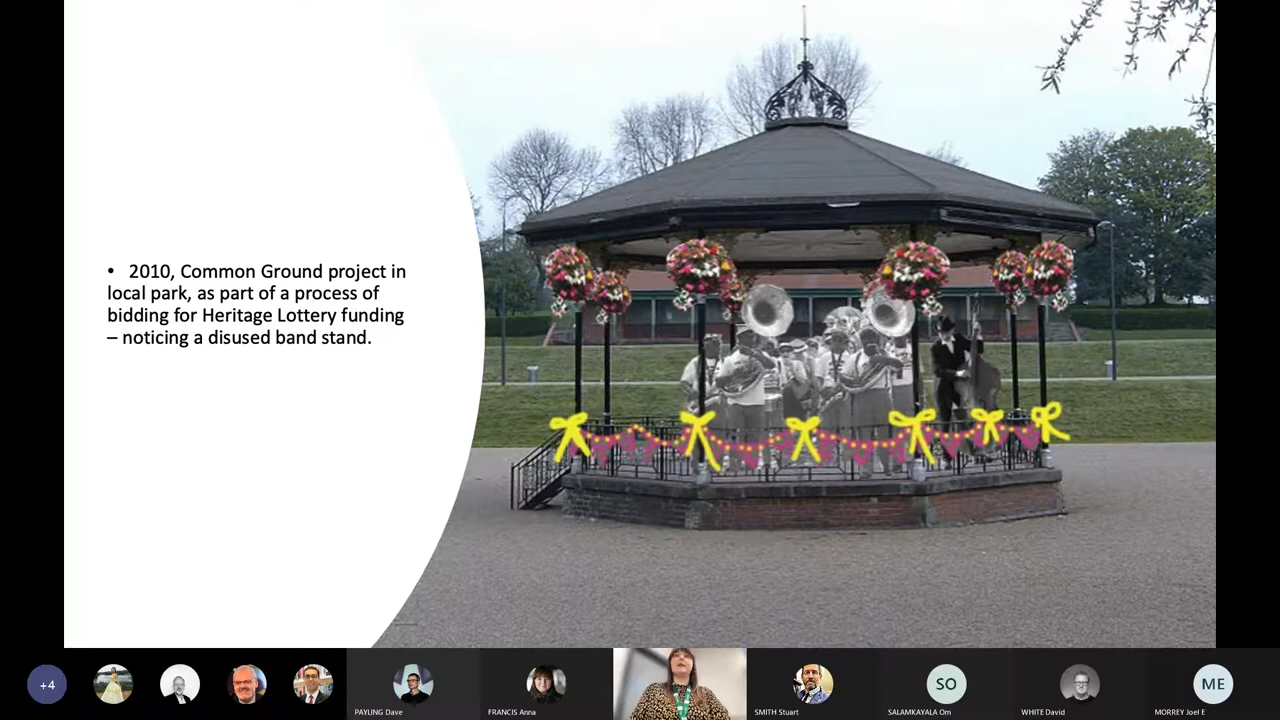 • 2010, Common Ground project in
local park, as part of a process of
bidding for Heritage Lottery funding
– noticing a disused band stand.
+4
PAYLING Dave
FRANCIS Anna
SMITH Stuart
SO
SALAMKAYALA Om
WHITE David
ME
MORREY Joel E